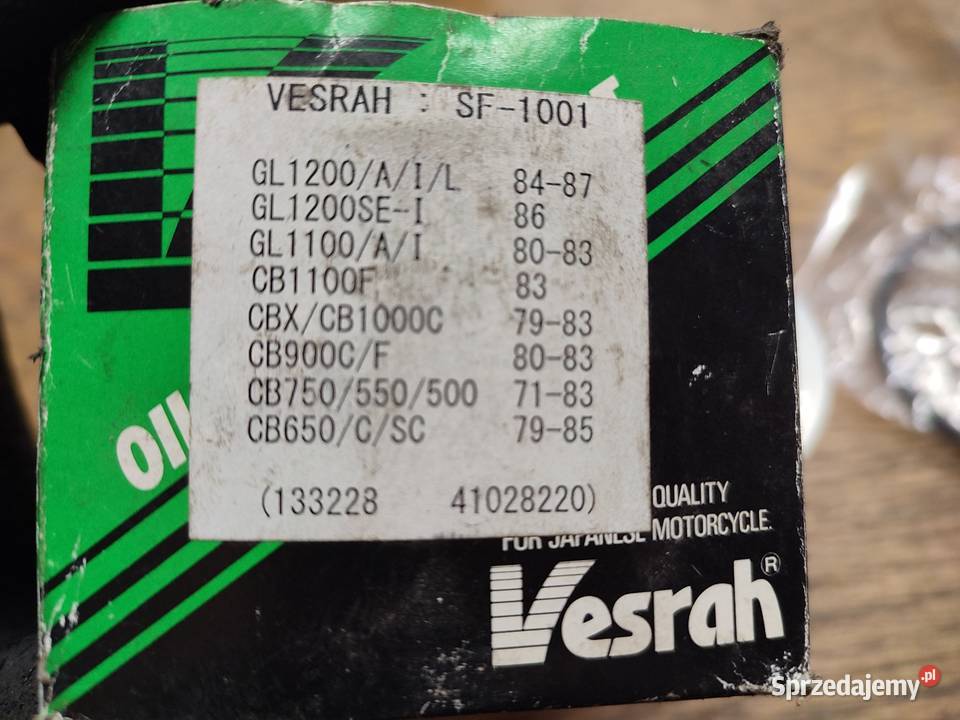 VESRAH : SF-1001
GL1200/A/I/L 84-87
GL1200SE-I 86
GL1100/A/I 80-83
CB1100F 83
CBX/CB1000C 79-83
CB900C/F 80-83
CB750/550/500 71-83
CB650/C/SC 79-85
(133228 41028220)
OIL
QUALITY
FOR JAPANESE MOTORCYCLE.
Vesrah®
Sprzedajemy.pl